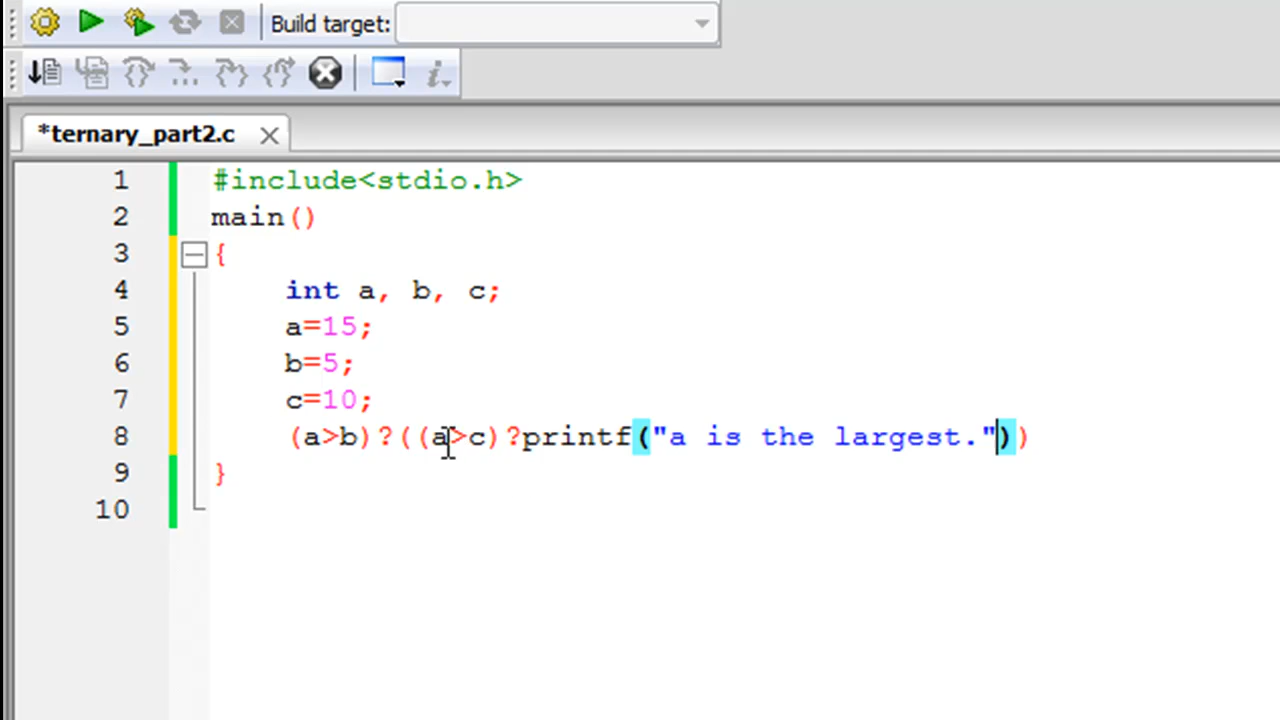 Build target:
*ternary_part2.c
1 #include<stdio.h>
2 main()
3 {
4 int a, b, c;
5 a=15;
6 b=5;
7 c=10;
8 (a>b)?((a>c)?printf("a is the largest."))
9 }
10